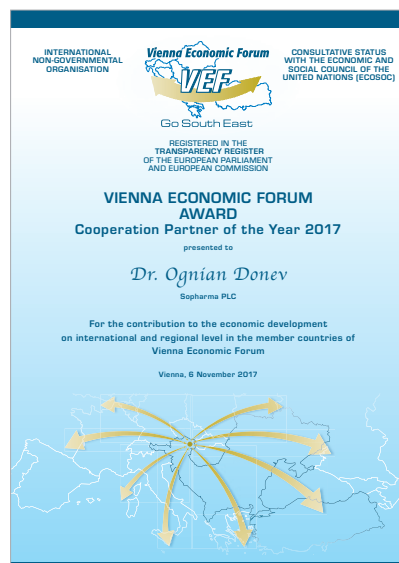 INTERNATIONAL
NON-GOVERNMENTAL
ORGANISATION
Vienna Economic Forum
VEF
Go South East
CONSULTATIVE STATUS
WITH THE ECONOMIC AND
SOCIAL COUNCIL OF THE
UNITED NATIONS (ECOSOC)
REGISTERED IN THE
TRANSPARENCY REGISTER
OF THE EUROPEAN PARLIAMENT
AND EUROPEAN COMMISSION
VIENNA ECONOMIC FORUM
AWARD
Cooperation Partner of the Year 2017
presented to
Dr. Ognian Donev
Sopharma PLC
For the contribution to the economic development
on international and regional level in the member countries of
Vienna Economic Forum
Vienna, 6 November 2017